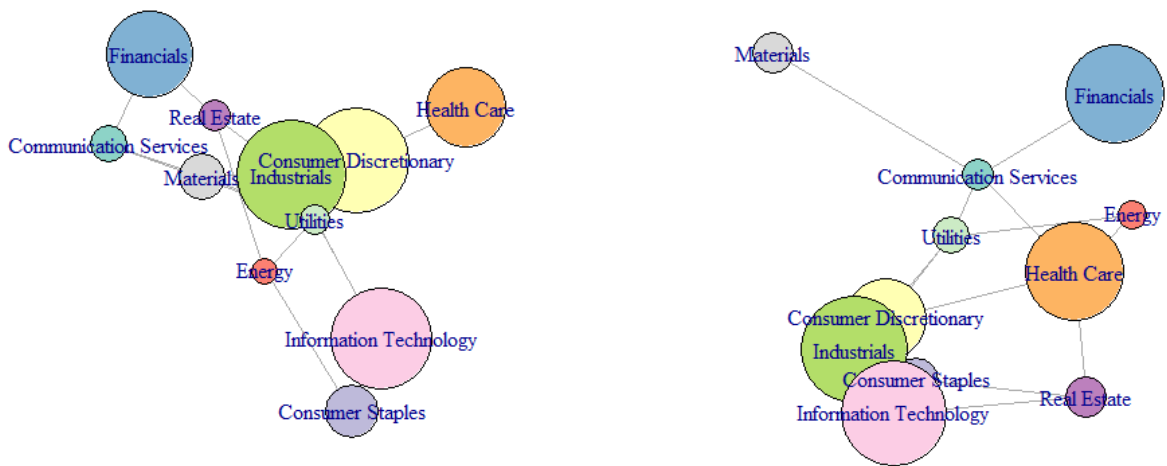 Financials
Real Estate
Health Care
Communication Services
Materials
Consumer Discretionary
Industrials
Utilities
Energy
Information Technology
Consumer Staples
Materials
Financials
Communication Services
Energy
Utilities
Health Care
Consumer Discretionary
Industrials
Consumer Staples
Real Estate
Information Technology